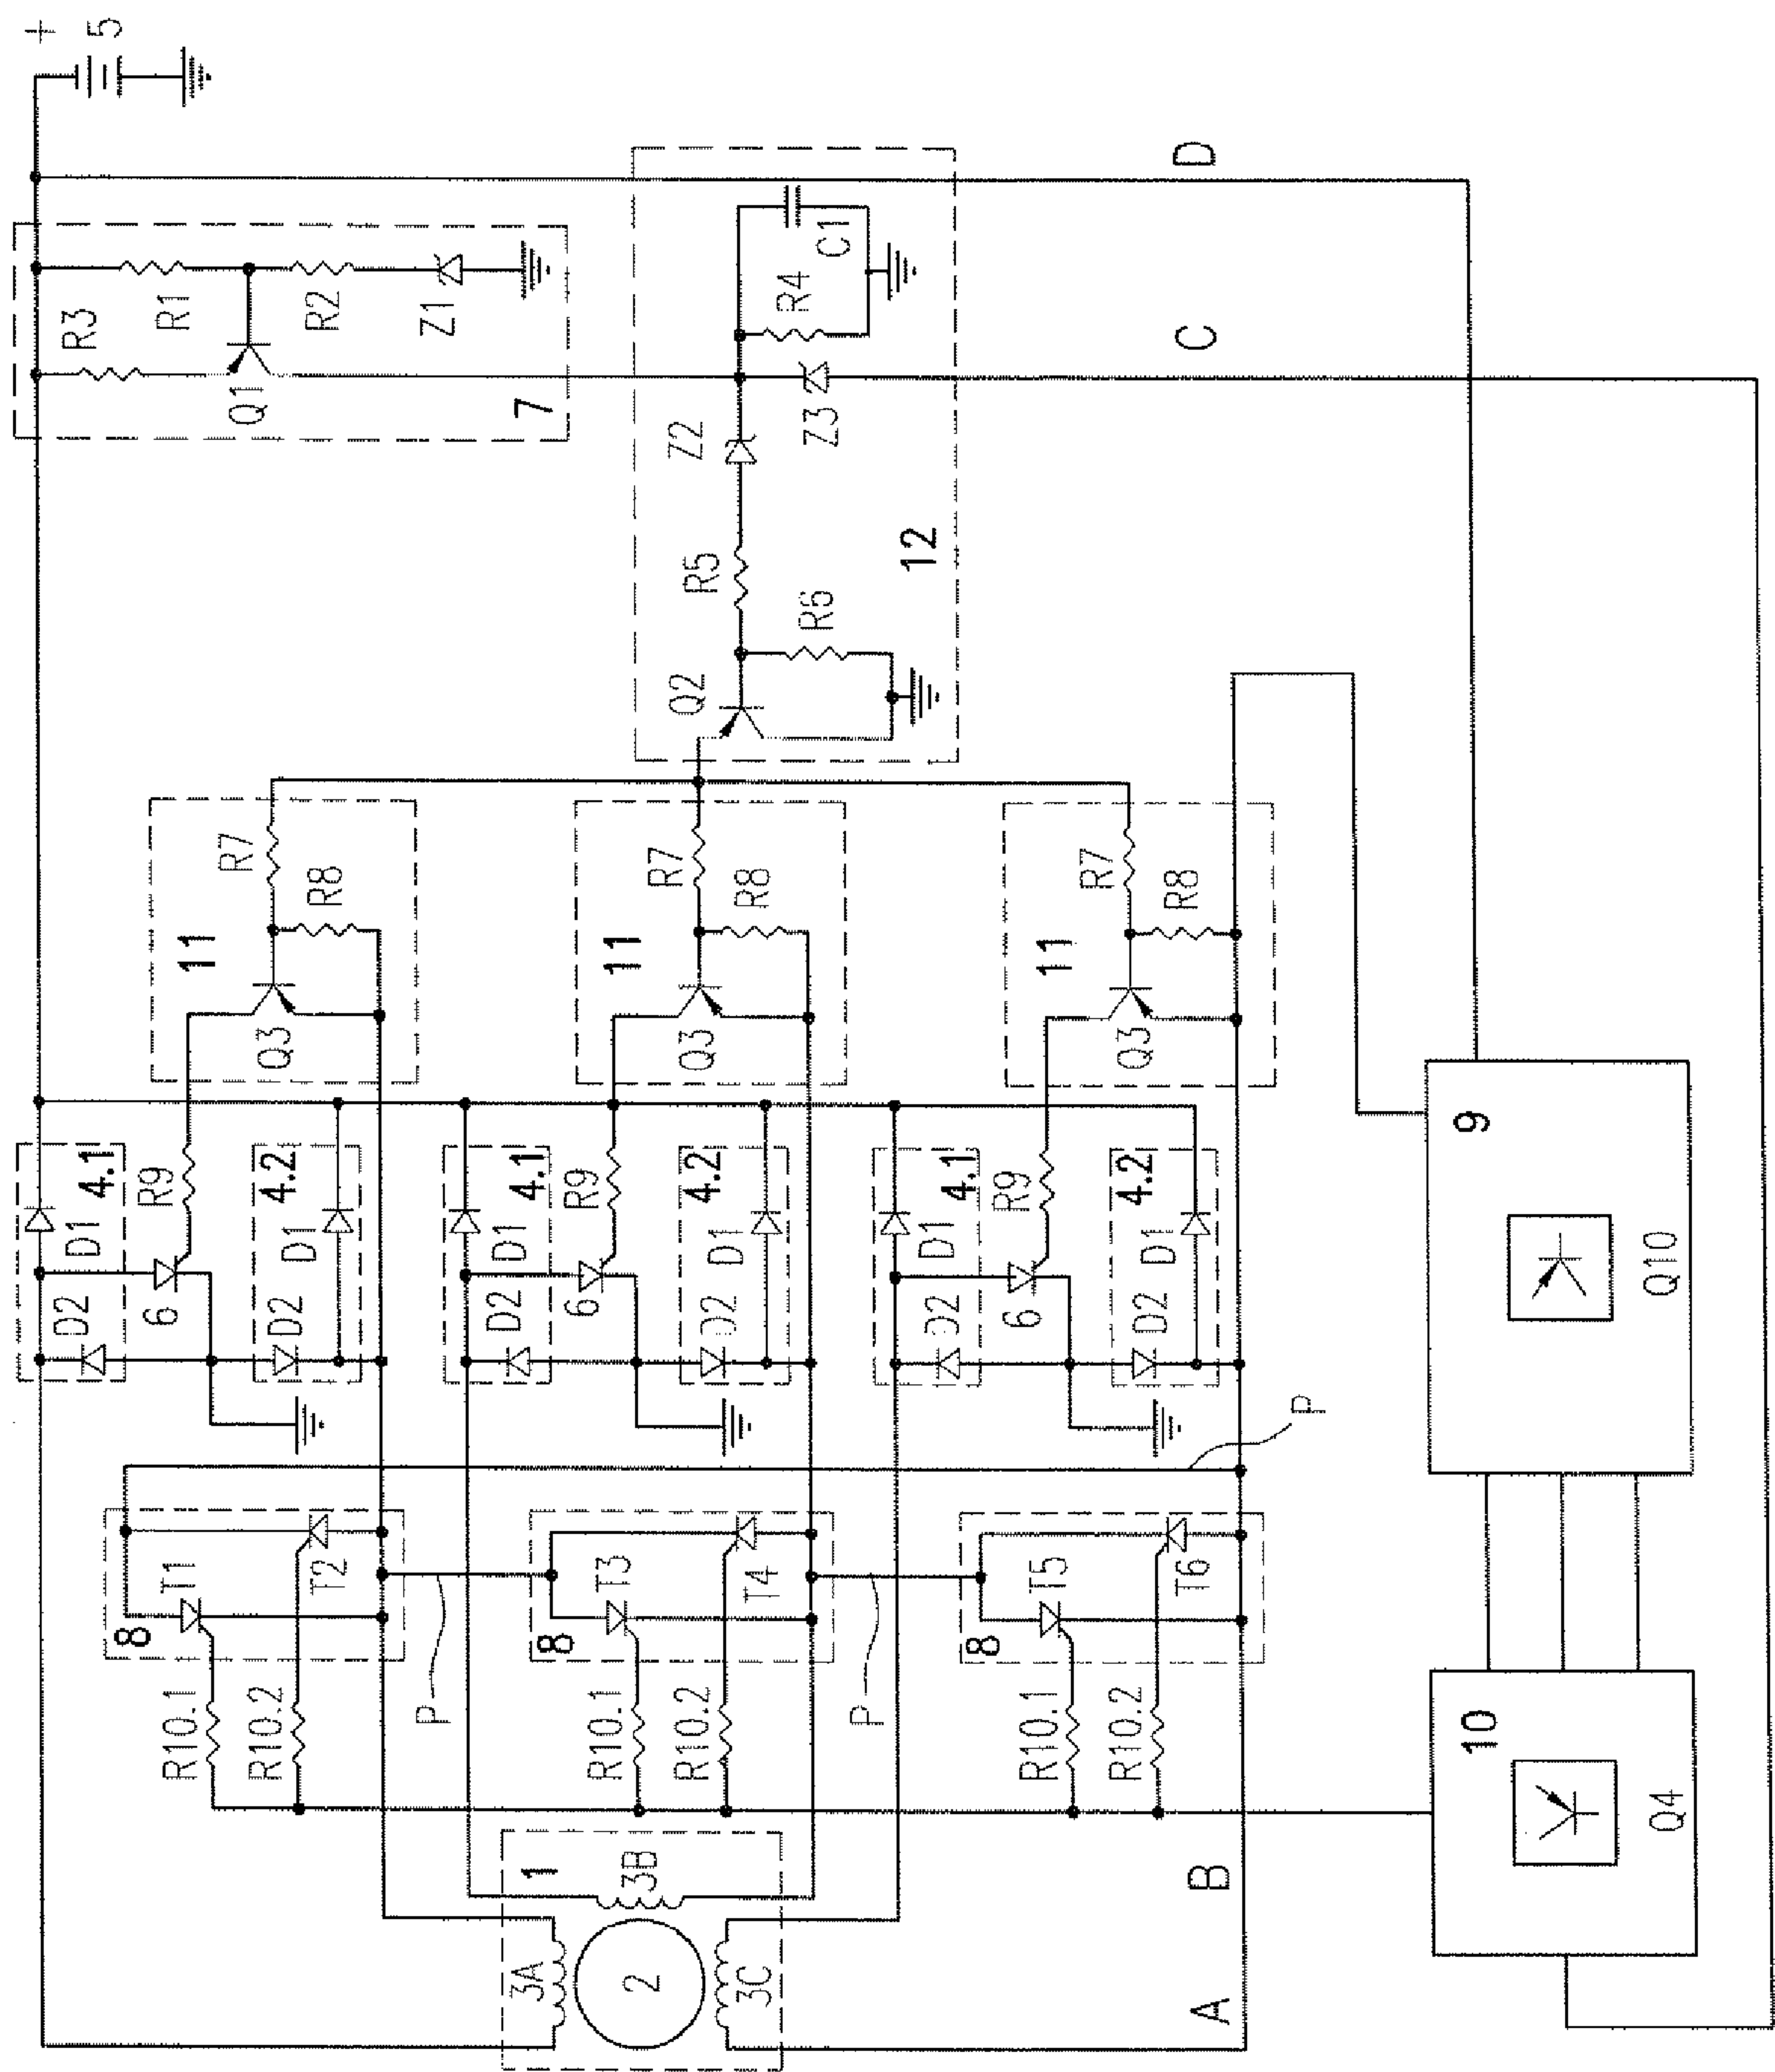 +
D2
D1
4.1
R3
5
8
T1
6
R9
R1
R10.1
11
R7
Q1
R10.2
D2
4.2
Q3
T2
D1
R8
R2
P
Z1
3A
1
D2
D1
4.1
7
8
T3
6
R9
R10.1
11
2
3B
R7
R10.2
D2
4.2
Q3
Q2
R5
Z2
3C
T4
D1
R8
R4
R6
Z3
C1
P
12
D2
D1
4.1
8
T5
6
R9
R10.1
11
R7
R10.2
D2
4.2
Q3
T6
D1
R8
A
B
C
D
P
10
9
Q4
Q10